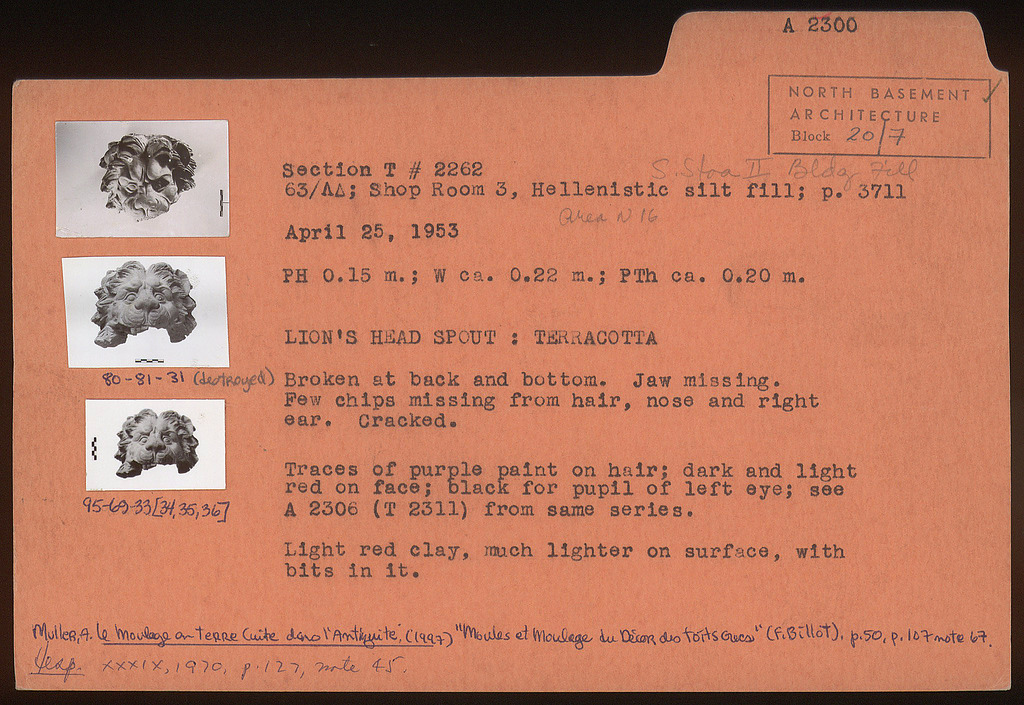 A 2300
NORTH BASEMENT ✓
ARCHITECTURE
Block 20/7
Section T # 2262
S. Stoa II Bldg Fill
63/ΛΔ; Shop Room 3, Hellenistic silt fill; p. 3711
Area N 16
April 25, 1953
PH 0.15 m.; W ca. 0.22 m.; PTh ca. 0.20 m.
LION'S HEAD SPOUT : TERRACOTTA
80-81-31 (destroyed)
Broken at back and bottom. Jaw missing.
Few chips missing from hair, nose and right
ear. Cracked.
Traces of purple paint on hair; dark and light
red on face; black for pupil of left eye; see
A 2306 (T 2311) from same series.
95-69-33[34,35,36]
Light red clay, much lighter on surface, with
bits in it.
Muller, A. Le Moulage en Terre Cuite dans l'Antiquité, (1997) "Moules et Moulage du Décor des toits Grecs" (F. Billot), p. 50, p. 107 note 67.
Hesp. XXXIX, 1970, p. 127, note 45.